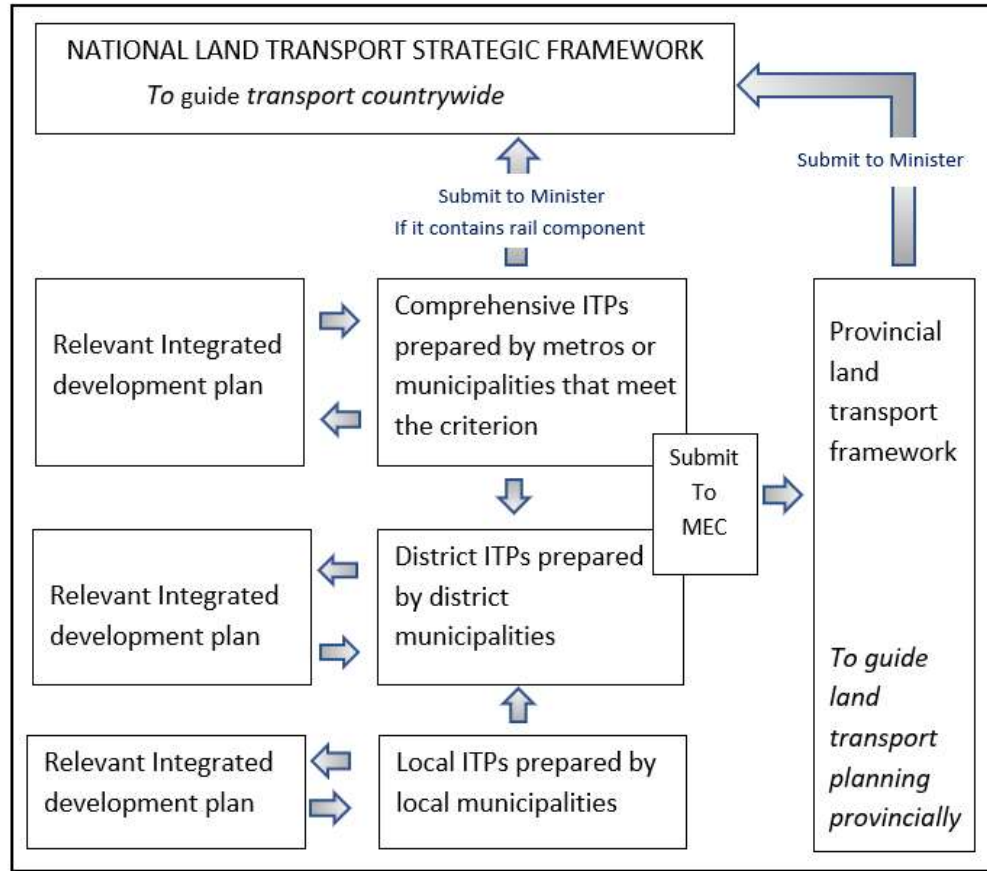 NATIONAL LAND TRANSPORT STRATEGIC FRAMEWORK
To guide transport countrywide
Submit to Minister
Submit to Minister
If it contains rail component
Relevant Integrated
development plan
Comprehensive ITPs
prepared by metros or
municipalities that meet
the criterion
Submit
To
MEC
Provincial
land
transport
framework
Relevant Integrated
development plan
District ITPs prepared
by district
municipalities
To guide
land
transport
planning
provincially
Relevant Integrated
development plan
Local ITPs prepared by
local municipalities